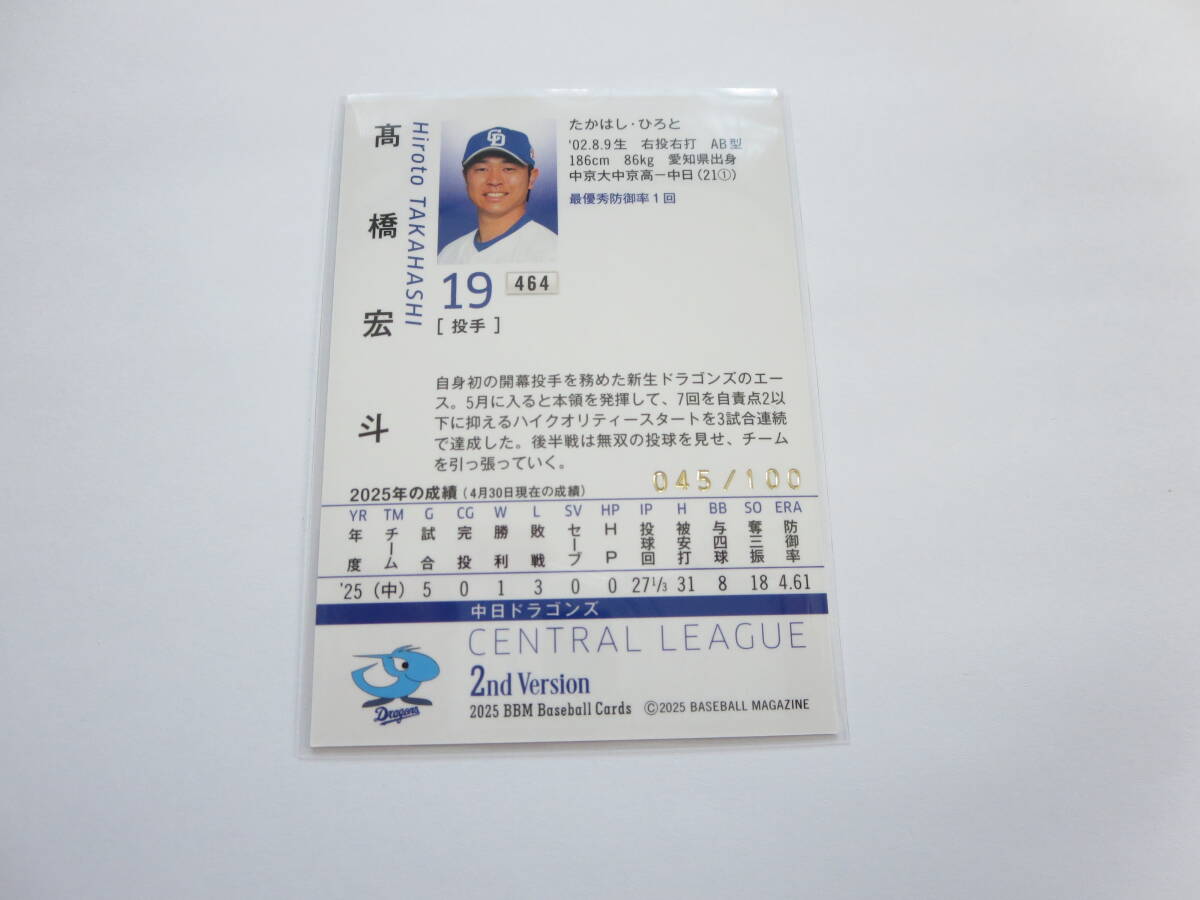 髙橋宏斗
Hiroto TAKAHASHI
CD
たかはし・ひろと
'02.8.9生 右投右打 AB型
186cm 86kg 愛知県出身
中京大中京高－中日(21①)
最優秀防御率1回
19
464
[ 投手 ]
自身初の開幕投手を務めた新生ドラゴンズのエー
ス。5月に入ると本領を発揮して、7回を自責点2以
下に抑えるハイクオリティースタートを3試合連続
で達成した。後半戦は無双の投球を見せ、チーム
を引っ張っていく。
045/100
2025年の成績(4月30日現在の成績)
YR TM G CG W L SV HP IP H BB SO ERA
年度 チーム 試合 完投 勝利 敗戦 セーブ HP 投球回 被安打 与四球 奪三振 防御率
'25 (中) 5 0 1 3 0 0 27 1/3 31 8 18 4.61
中日ドラゴンズ
CENTRAL LEAGUE
2nd Version
2025 BBM Baseball Cards ©2025 BASEBALL MAGAZINE
Dragons